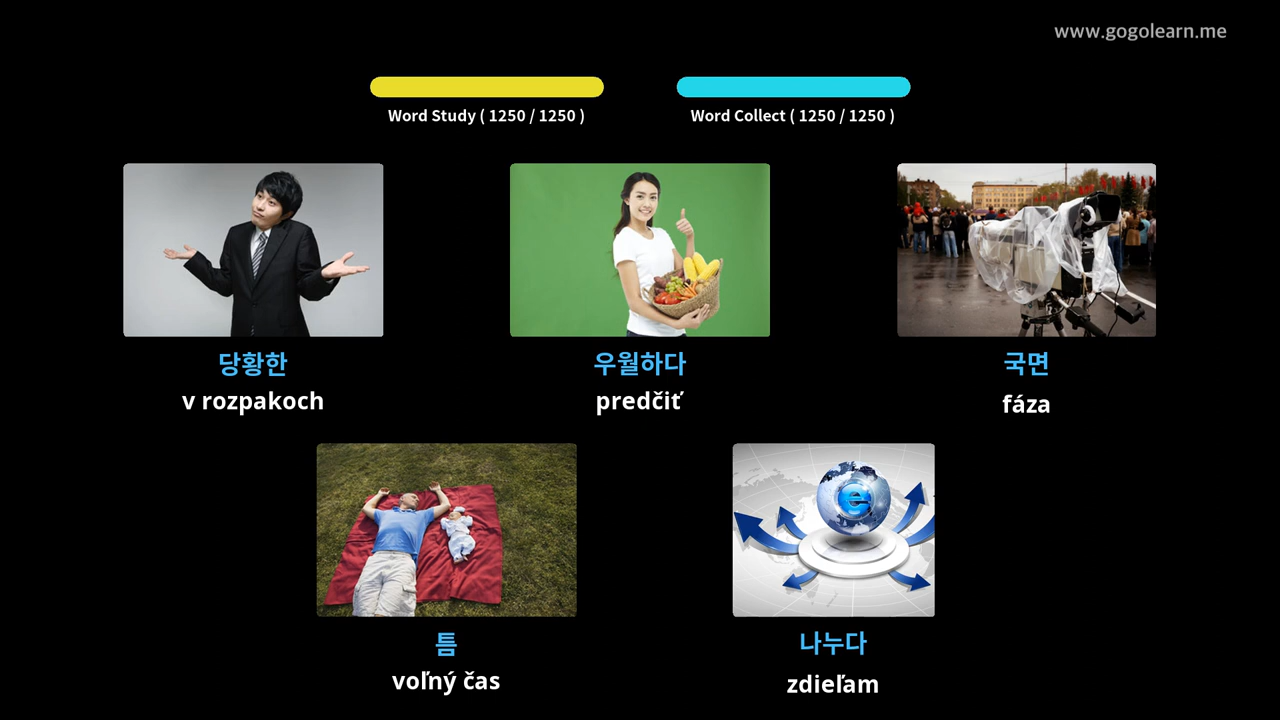 www.gogolearn.me
Word Study ( 1250 / 1250 )
Word Collect ( 1250 / 1250 )
당황한
v rozpakoch
우월하다
predčiť
국면
fáza
틈
voľný čas
나누다
zdieľam